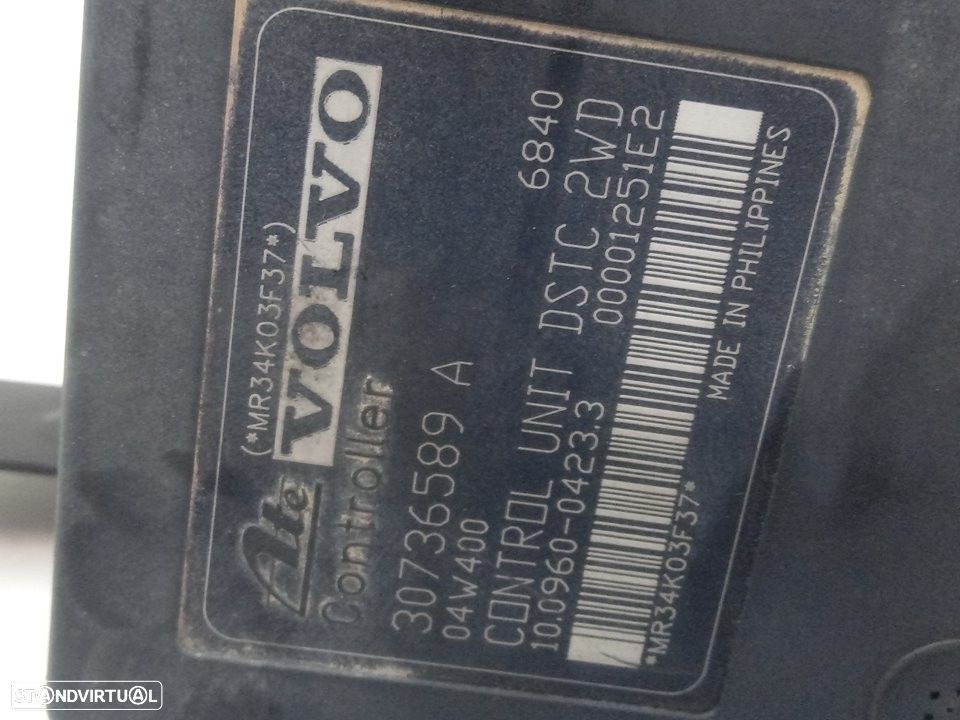 (*MR34K03F37*)
Ate VOLVO
Controller
30736589 A 6840
04W400
CONTROL UNIT DSTC 2WD
10.0960-0423.3 00001251E2
*MR34K03F37*
MADE IN PHILIPPINES
STANDVIRTUAL